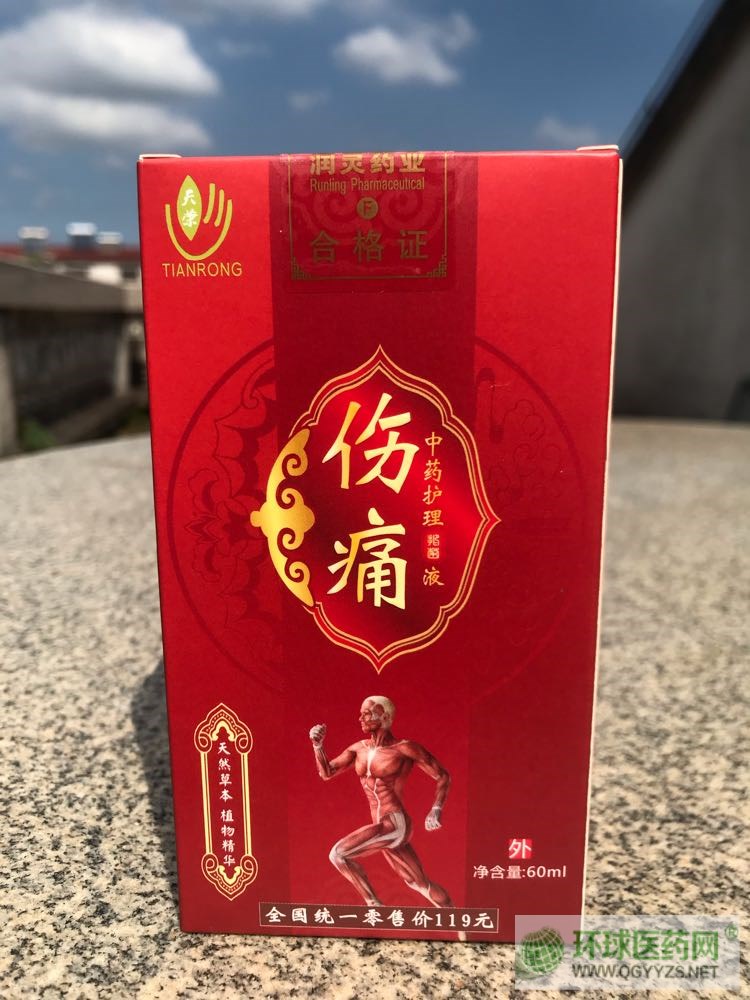 润灵药业
Runling Pharmaceutical
F
合格证
天荣
TIANRONG
伤痛
中药护理
液
天然草本 植物精华
外
净含量:60ml
全国统一零售价119元
环球医药网
WWW.QGYYZS.NET